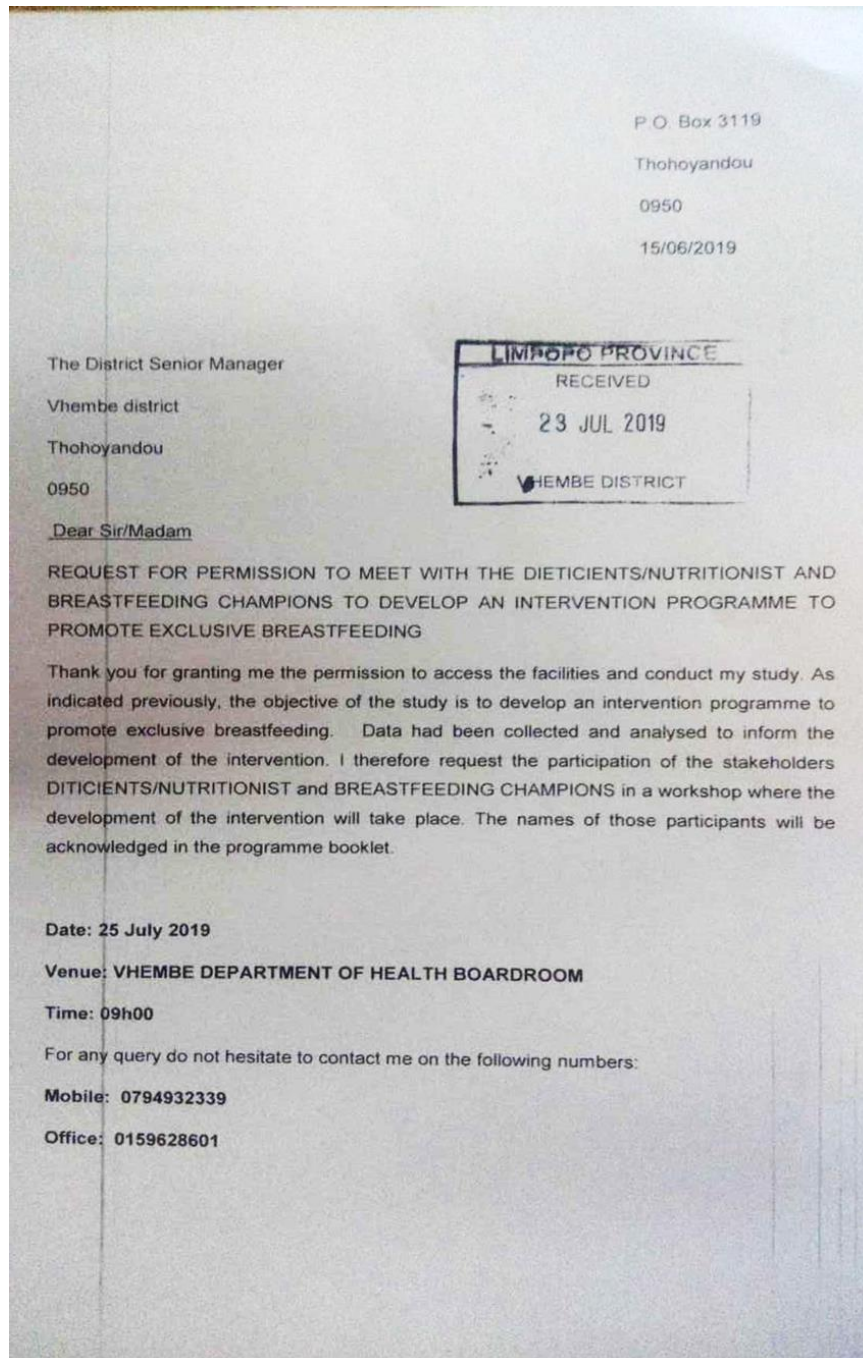 P.O. Box 3119
Thohoyandou
0950
15/06/2019
The District Senior Manager
Vhembe district
Thohoyandou
0950
LIMPOPO PROVINCE
RECEIVED
23 JUL 2019
VHEMBE DISTRICT
Dear Sir/Madam
REQUEST FOR PERMISSION TO MEET WITH THE DIETICIENTS/NUTRITIONIST AND
BREASTFEEDING CHAMPIONS TO DEVELOP AN INTERVENTION PROGRAMME TO
PROMOTE EXCLUSIVE BREASTFEEDING
Thank you for granting me the permission to access the facilities and conduct my study. As
indicated previously, the objective of the study is to develop an intervention programme to
promote exclusive breastfeeding. Data had been collected and analysed to inform the
development of the intervention. I therefore request the participation of the stakeholders
DITICIENTS/NUTRITIONIST and BREASTFEEDING CHAMPIONS in a workshop where the
development of the intervention will take place. The names of those participants will be
acknowledged in the programme booklet.
Date: 25 July 2019
Venue: VHEMBE DEPARTMENT OF HEALTH BOARDROOM
Time: 09h00
For any query do not hesitate to contact me on the following numbers:
Mobile: 0794932339
Office: 0159628601